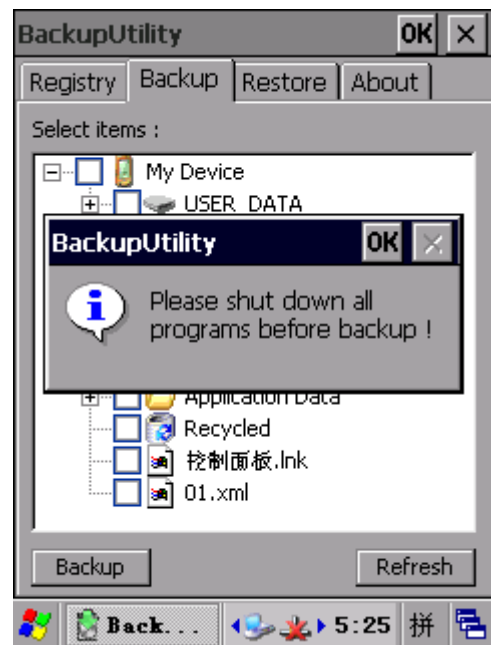 BackupUtility OK
Registry Backup Restore About
Select items :
My Device
USER_DATA
BackupUtility OK
Please shut down all
programs before backup !
Application Data
Recycled
控制面板.lnk
01.xml
Backup Refresh
Back... 5:25 拼